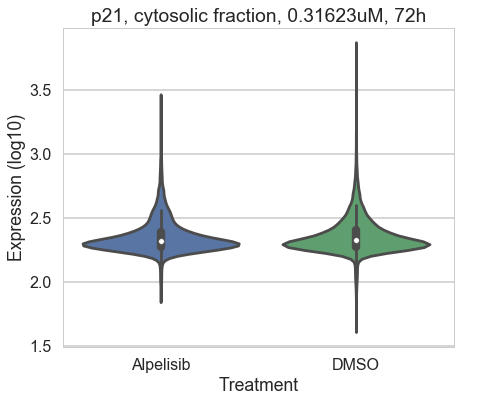 p21, cytosolic fraction, 0.31623uM, 72h
Expression (log10)
3.5
3.0
2.5
2.0
1.5
Alpelisib
DMSO
Treatment